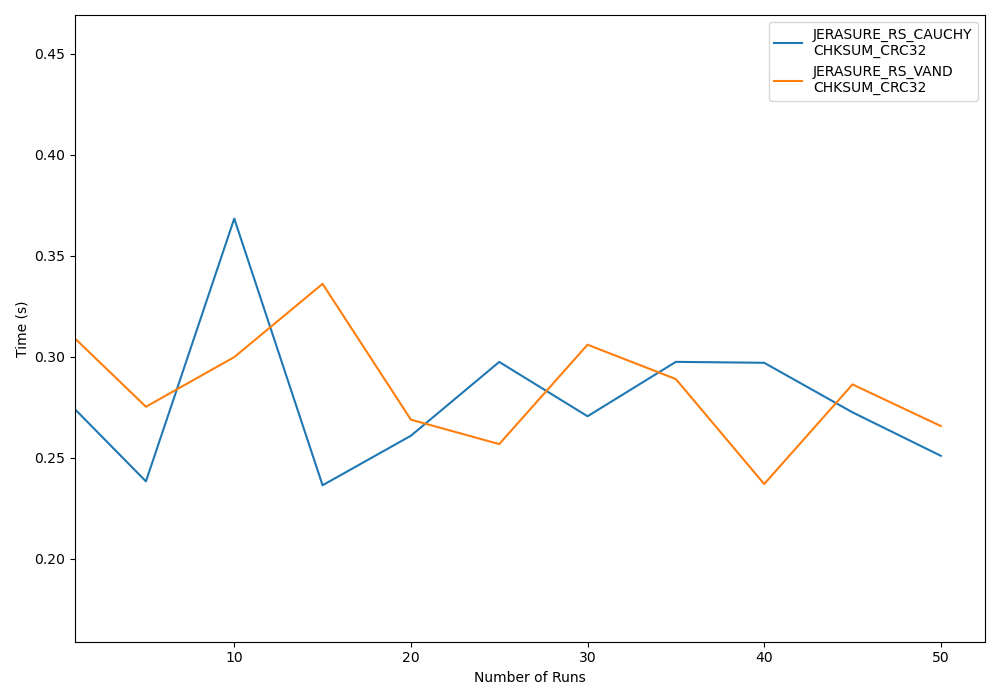 0.45
0.40
0.35
0.30
0.25
0.20
Time (s)
10
20
30
40
50
Number of Runs
JERASURE_RS_CAUCHY
CHKSUM_CRC32
JERASURE_RS_VAND
CHKSUM_CRC32